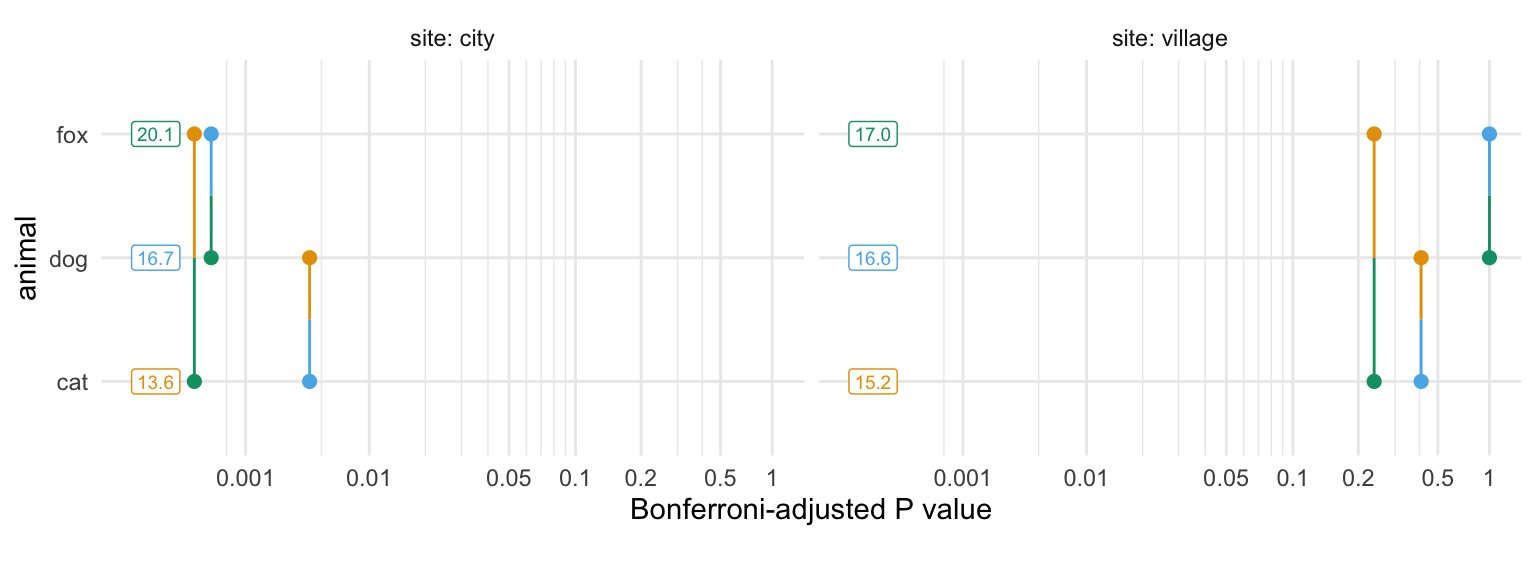 site: city
site: village
animal
fox 20.1 17.0
dog 16.7 16.6
cat 13.6 15.2
0.001 0.01 0.05 0.1 0.2 0.5 1
0.001 0.01 0.05 0.1 0.2 0.5 1
Bonferroni-adjusted P value